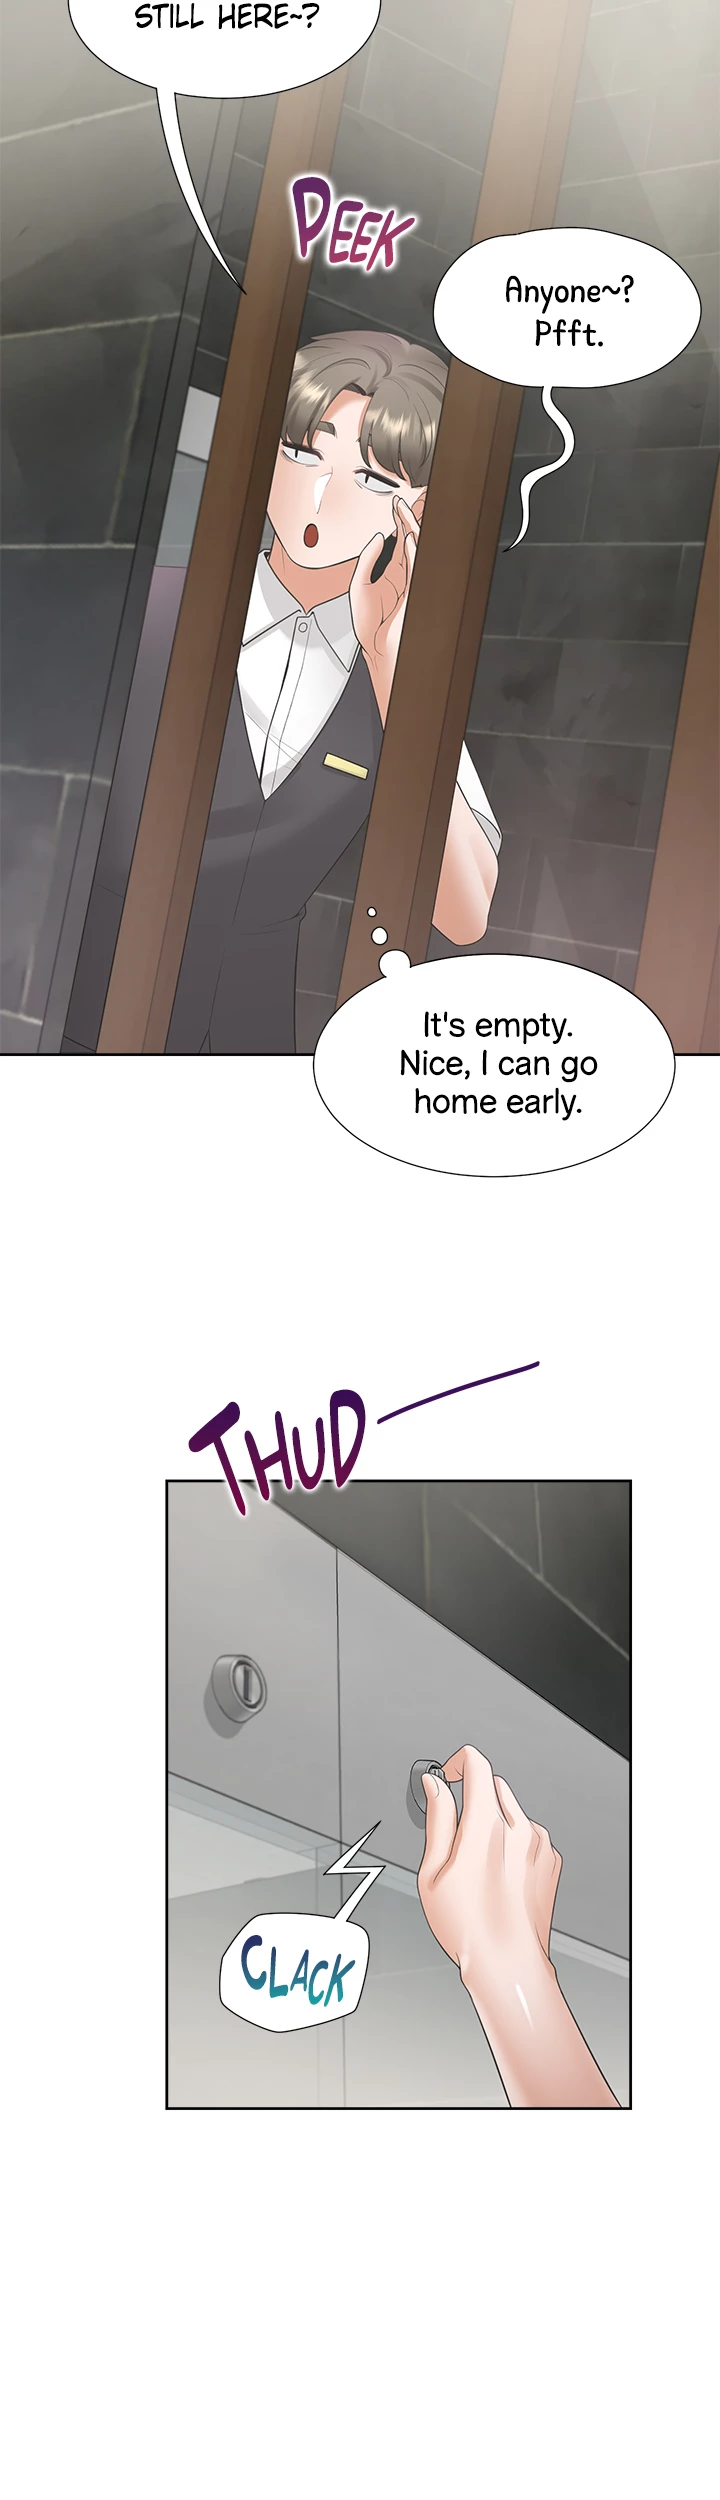 STILL HERE~?
PEEK
Anyone~?
Pfft.
It's empty.
Nice, I can go
home early.
THUD
CLACK